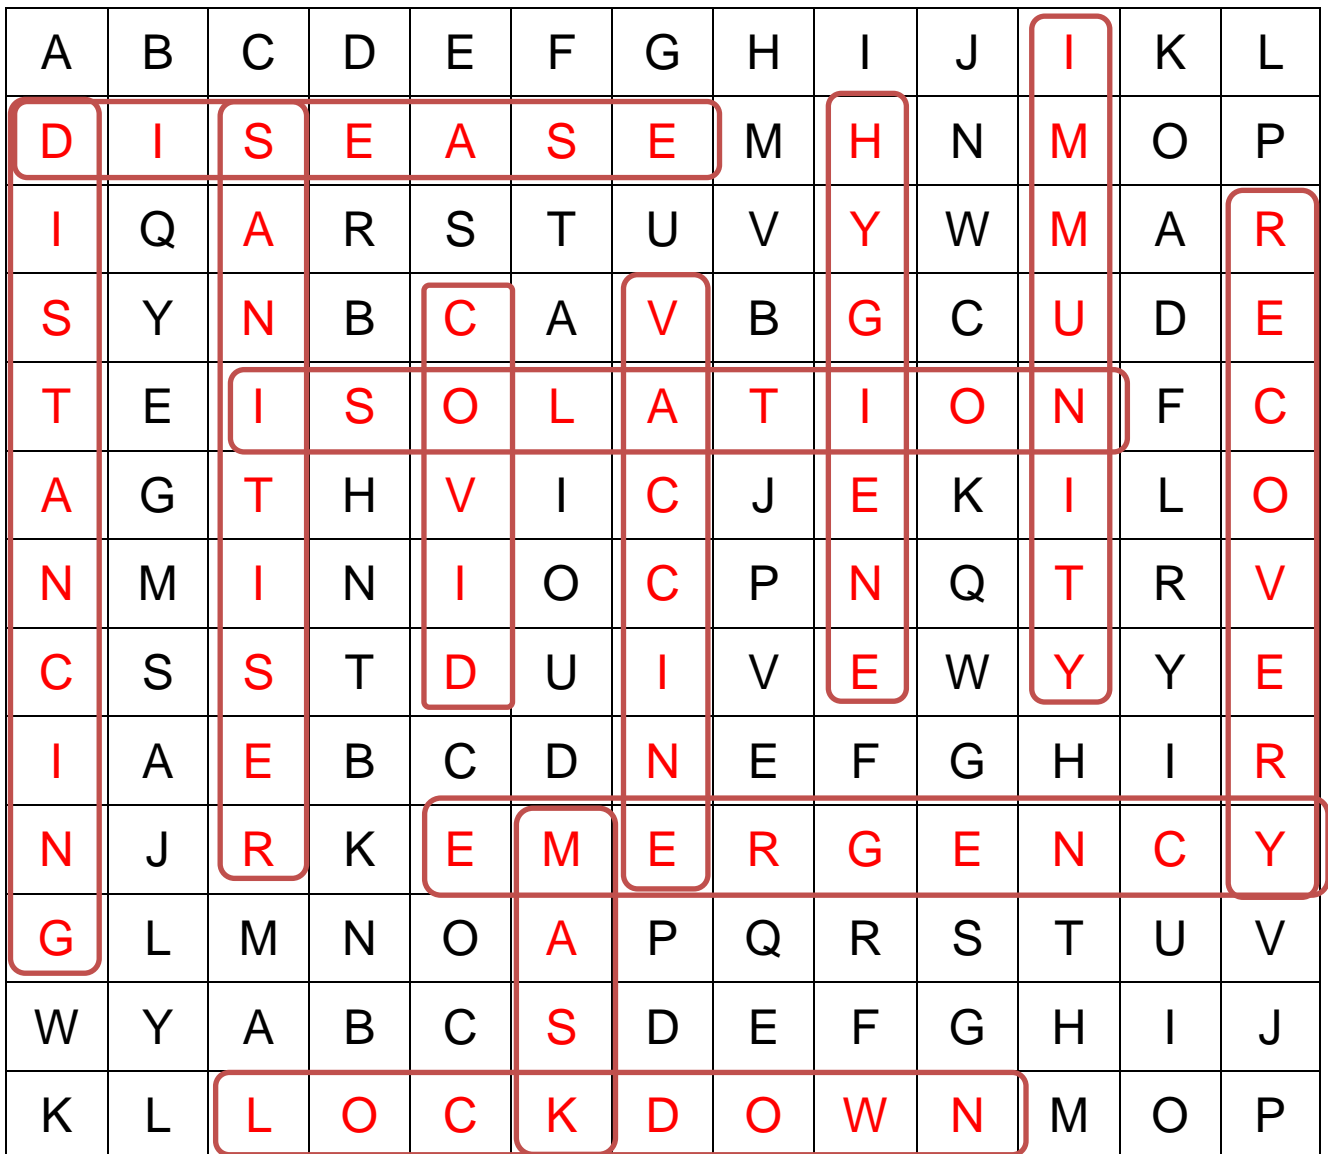 A B C D E F G H I J I K L
D I S E A S E M H N M O P
I Q A R S T U V Y W M A R
S Y N B C A V B G C U D E
T E I S O L A T I O N F C
A G T H V I C J E K I L O
N M I N I O C P N Q T R V
C S S T D U I V E W Y Y E
I A E B C D N E F G H I R
N J R K E M E R G E N C Y
G L M N O A P Q R S T U V
W Y A B C S D E F G H I J
K L L O C K D O W N M O P